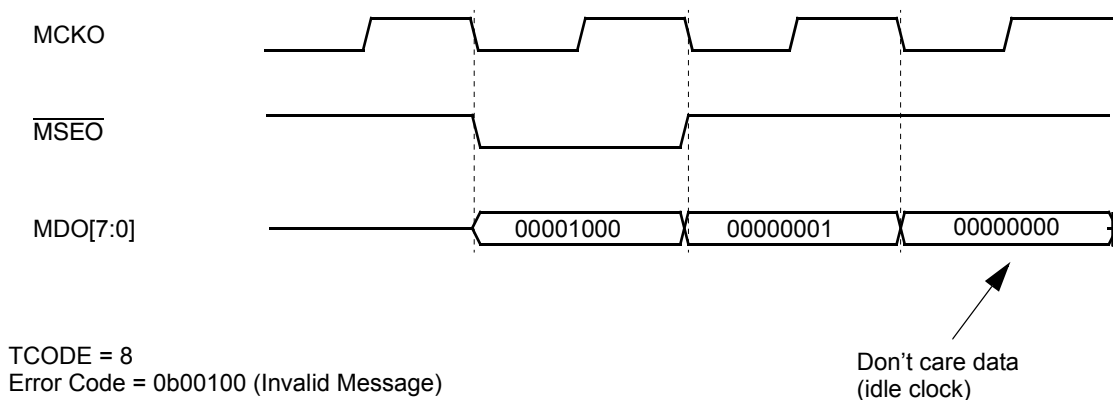 MCKO
MSEO
MDO[7:0]
00001000
00000001
00000000
TCODE = 8
Error Code = 0b00100 (Invalid Message)
Don't care data
(idle clock)